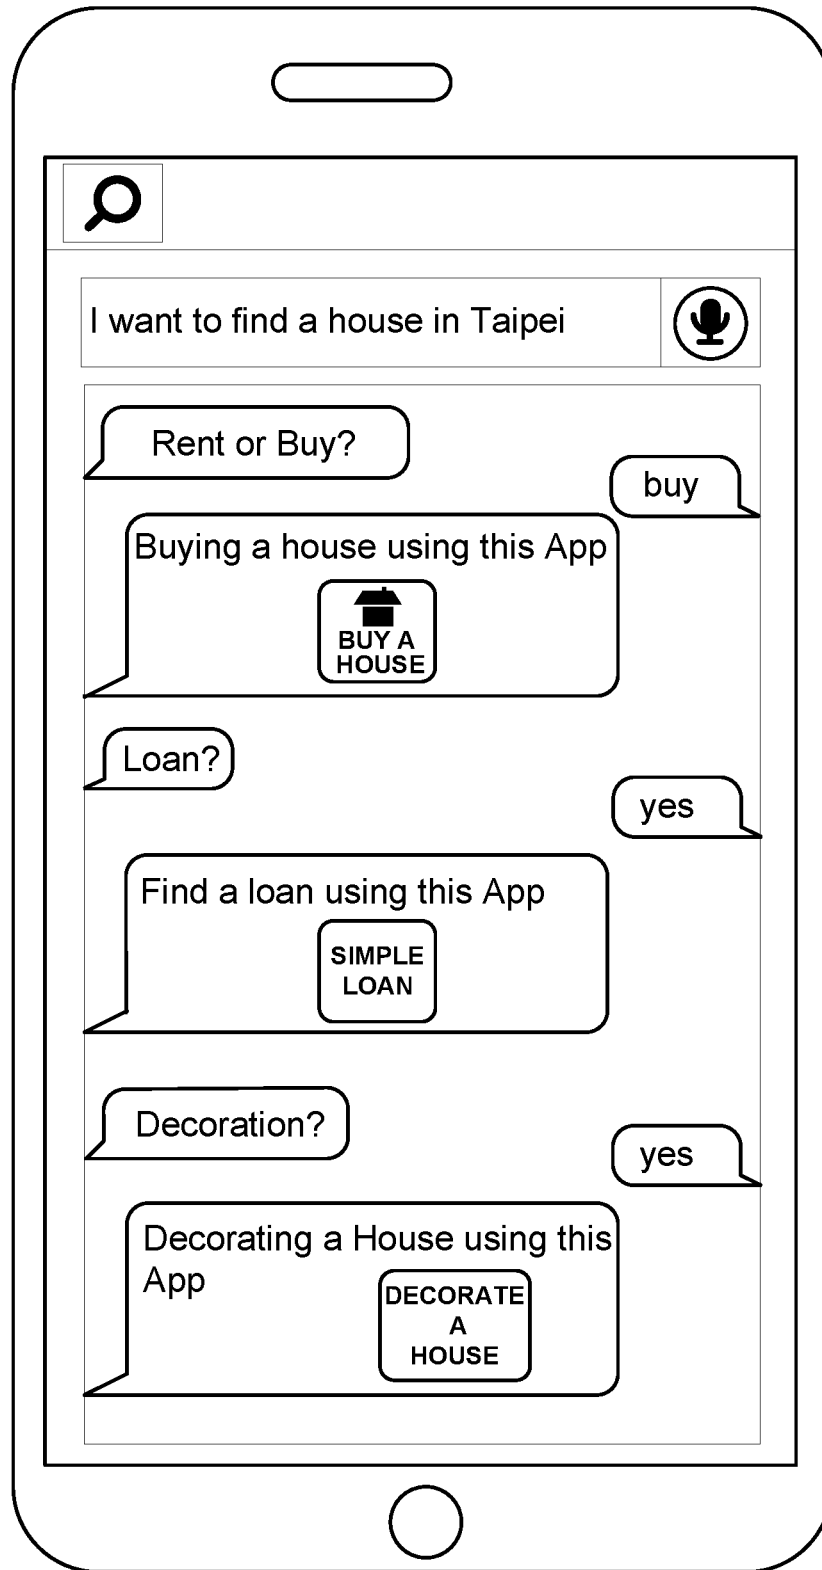 I want to find a house in Taipei
Rent or Buy?
buy
Buying a house using this App
BUY A
HOUSE
Loan?
yes
Find a loan using this App
SIMPLE
LOAN
Decoration?
yes
Decorating a House using this
App
DECORATE
A
HOUSE